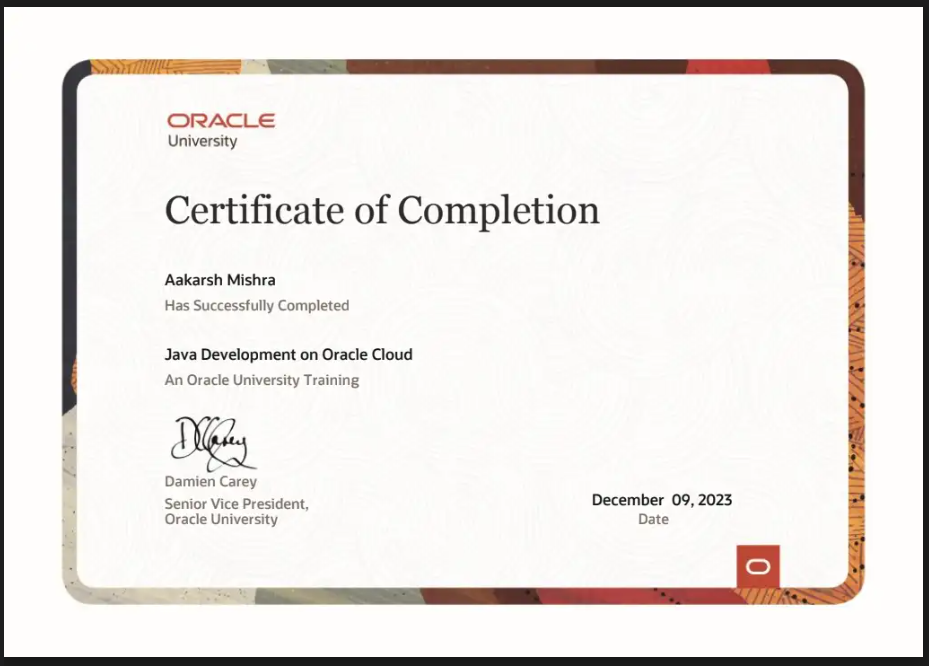 ORACLE
University
Certificate of Completion
Aakarsh Mishra
Has Successfully Completed
Java Development on Oracle Cloud
An Oracle University Training
DCarey
Damien Carey
Senior Vice President,
Oracle University
December 09, 2023
Date